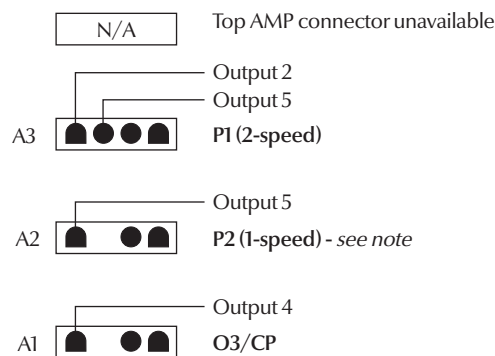 N/A Top AMP connector unavailable
Output 2
Output 5
A3 P1 (2-speed)
Output 5
A2 P2 (1-speed) - see note
Output 4
A1 O3/CP